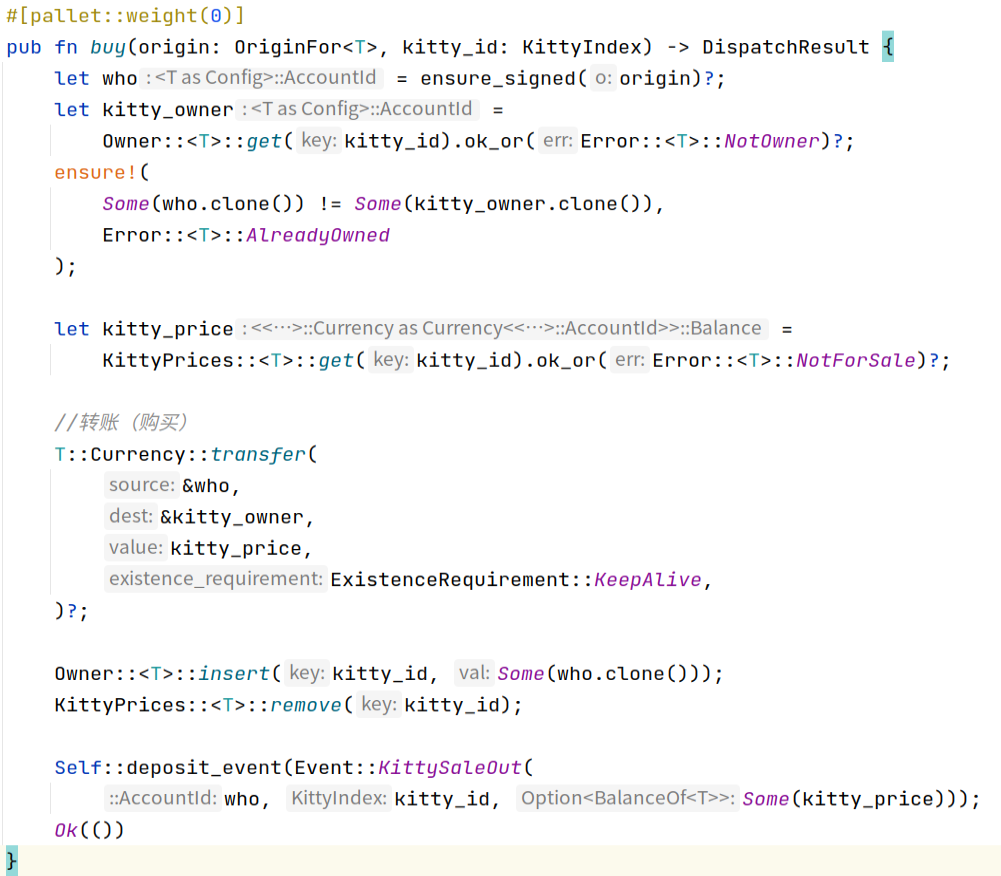 #[pallet::weight(0)]
pub fn buy(origin: OriginFor<T>, kitty_id: KittyIndex) -> DispatchResult {
    let who : <T as Config>::AccountId = ensure_signed( o: origin)?;
    let kitty_owner : <T as Config>::AccountId =
        Owner::<T>::get( key: kitty_id).ok_or( err: Error::<T>::NotOwner)?;
    ensure!(
        Some(who.clone()) != Some(kitty_owner.clone()),
        Error::<T>::AlreadyOwned
    );
    let kitty_price : <<⋯>::Currency as Currency<<⋯>::AccountId>>::Balance =
        KittyPrices::<T>::get( key: kitty_id).ok_or( err: Error::<T>::NotForSale)?;
    //转账（购买）
    T::Currency::transfer(
        source: &who,
        dest: &kitty_owner,
        value: kitty_price,
        existence_requirement: ExistenceRequirement::KeepAlive,
    )?;
    Owner::<T>::insert( key: kitty_id, val: Some(who.clone()));
    KittyPrices::<T>::remove( key: kitty_id);
    Self::deposit_event(Event::KittySaleOut(
        ::AccountId: who, KittyIndex: kitty_id, Option<BalanceOf<T>>: Some(kitty_price)));
    Ok(())
}